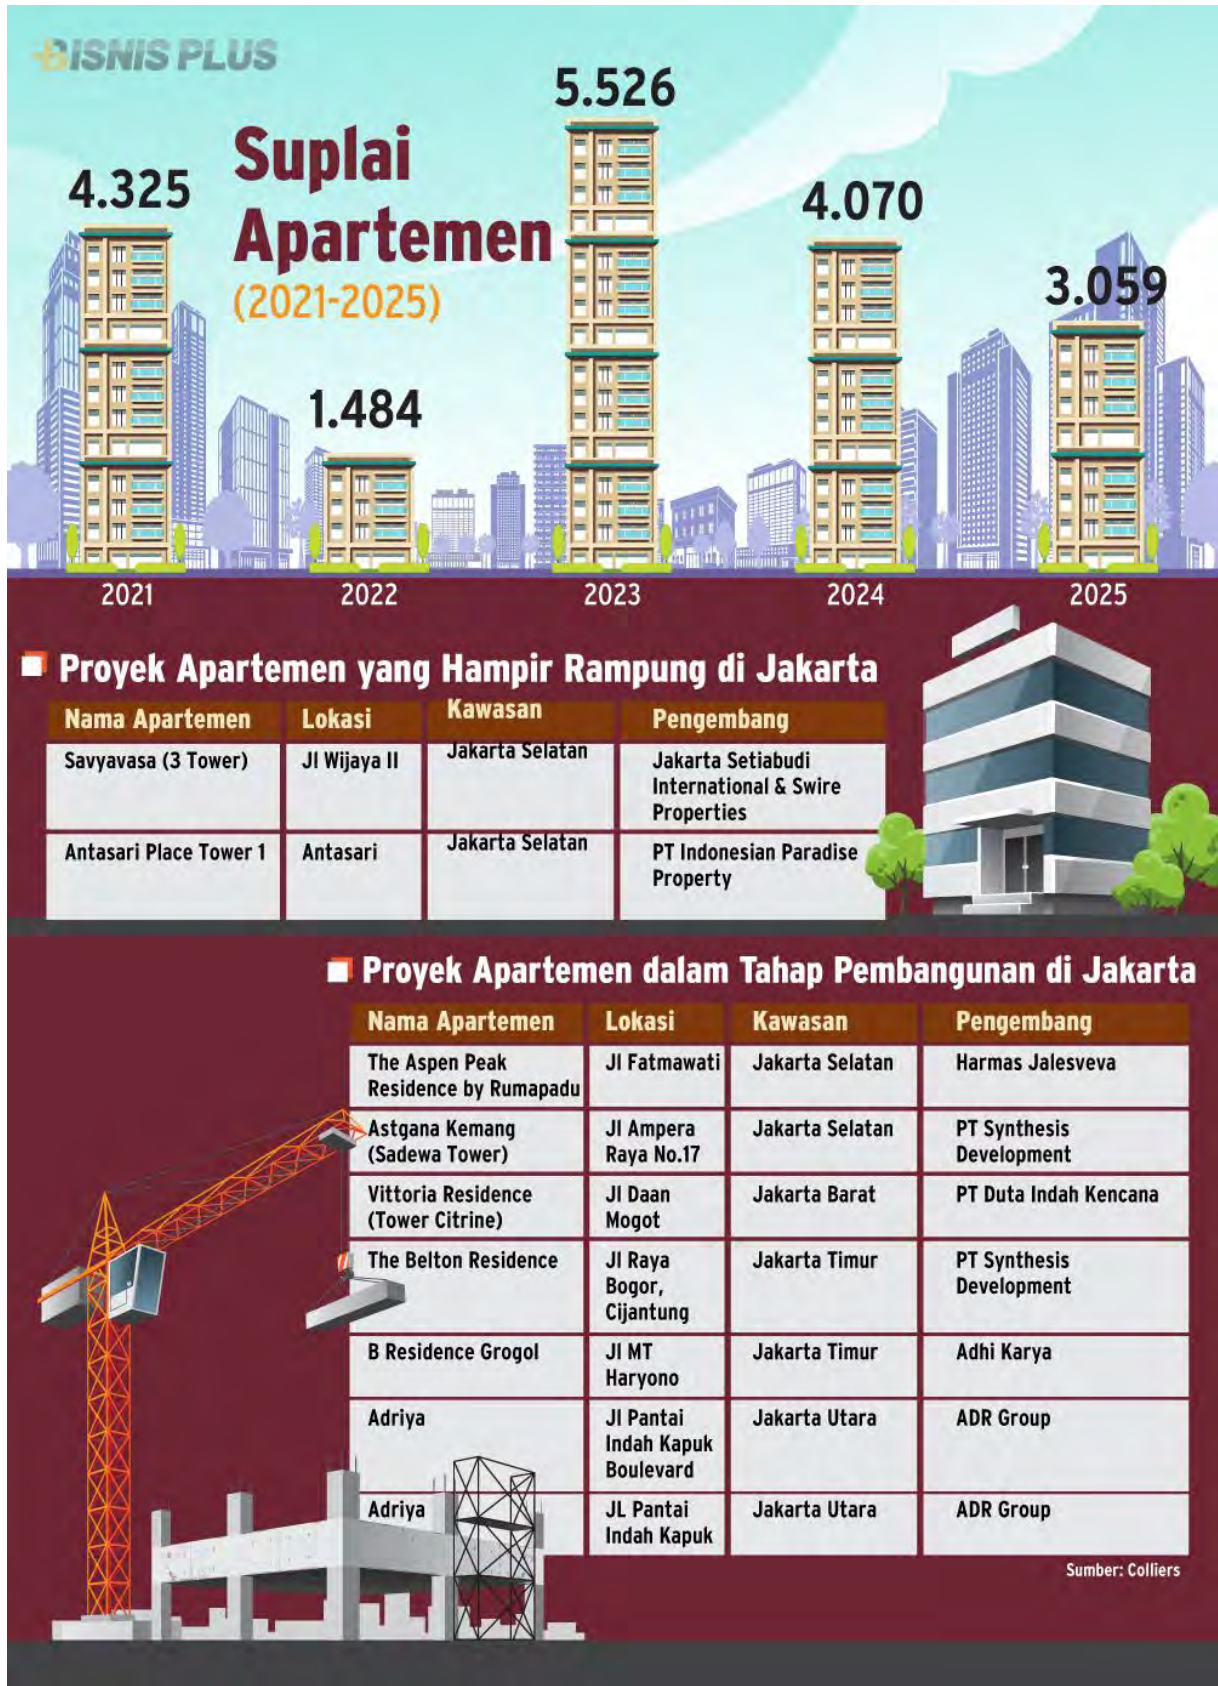 BISNIS PLUS
Suplai
Apartemen
(2021-2025)
4.325
1.484
5.526
4.070
3.059
2021
2022
2023
2024
2025
Proyek Apartemen yang Hampir Rampung di Jakarta
Nama Apartemen
Lokasi
Kawasan
Pengembang
Savyavasa (3 Tower)
Jl Wijaya II
Jakarta Selatan
Jakarta Setiabudi
International & Swire
Properties
Antasari Place Tower 1
Antasari
Jakarta Selatan
PT Indonesian Paradise
Property
Proyek Apartemen dalam Tahap Pembangunan di Jakarta
Nama Apartemen
Lokasi
Kawasan
Pengembang
The Aspen Peak
Residence by Rumapadu
Jl Fatmawati
Jakarta Selatan
Harmas Jalesveva
Astgana Kemang
(Sadewa Tower)
Jl Ampera
Raya No.17
Jakarta Selatan
PT Synthesis
Development
Vittoria Residence
(Tower Citrine)
Jl Daan
Mogot
Jakarta Barat
PT Duta Indah Kencana
The Belton Residence
Jl Raya
Bogor,
Cijantung
Jakarta Timur
PT Synthesis
Development
B Residence Grogol
Jl MT
Haryono
Jakarta Timur
Adhi Karya
Adriya
Jl Pantai
Indah Kapuk
Boulevard
Jakarta Utara
ADR Group
Adriya
JL Pantai
Indah Kapuk
Jakarta Utara
ADR Group
Sumber: Colliers